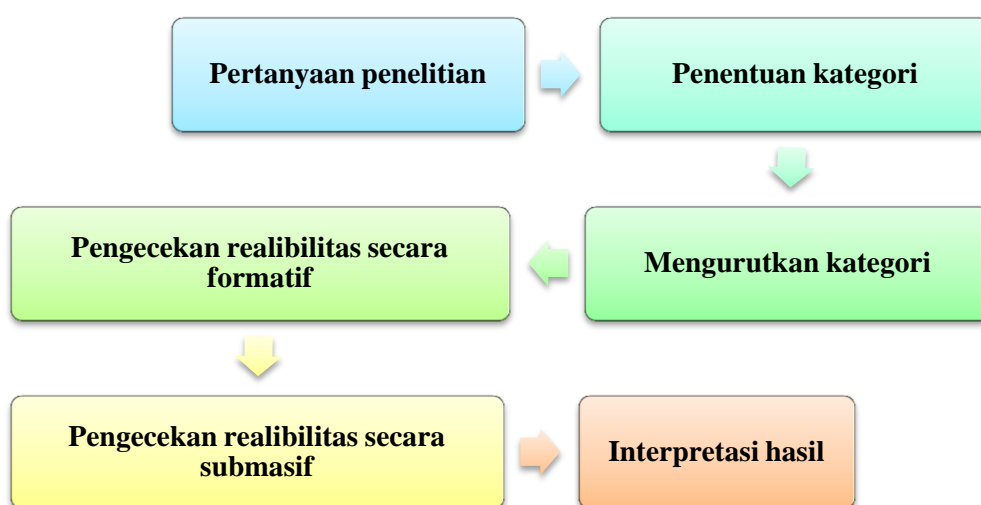 Pertanyaan penelitian
Penentuan kategori
Mengurutkan kategori
Pengecekan realibilitas secara
formatif
Pengecekan realibilitas secara
submasif
Interpretasi hasil